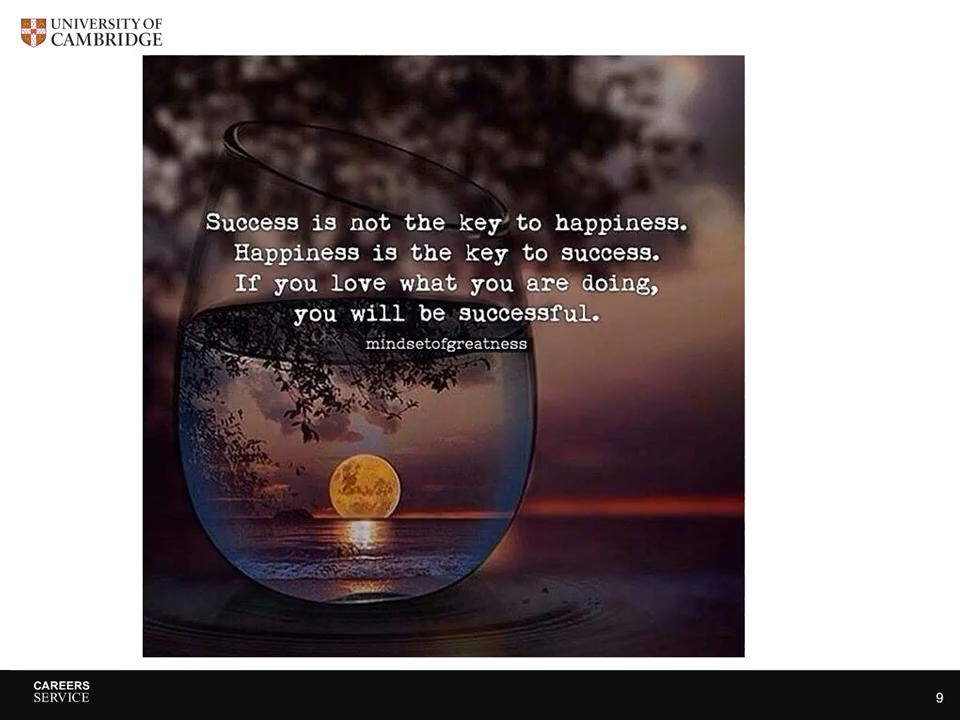 UNIVERSITY OF
CAMBRIDGE
Success is not the key to happiness.
Happiness is the key to success.
If you love what you are doing,
you will be successful.
mindsetofgreatness
CAREERS
SERVICE
9